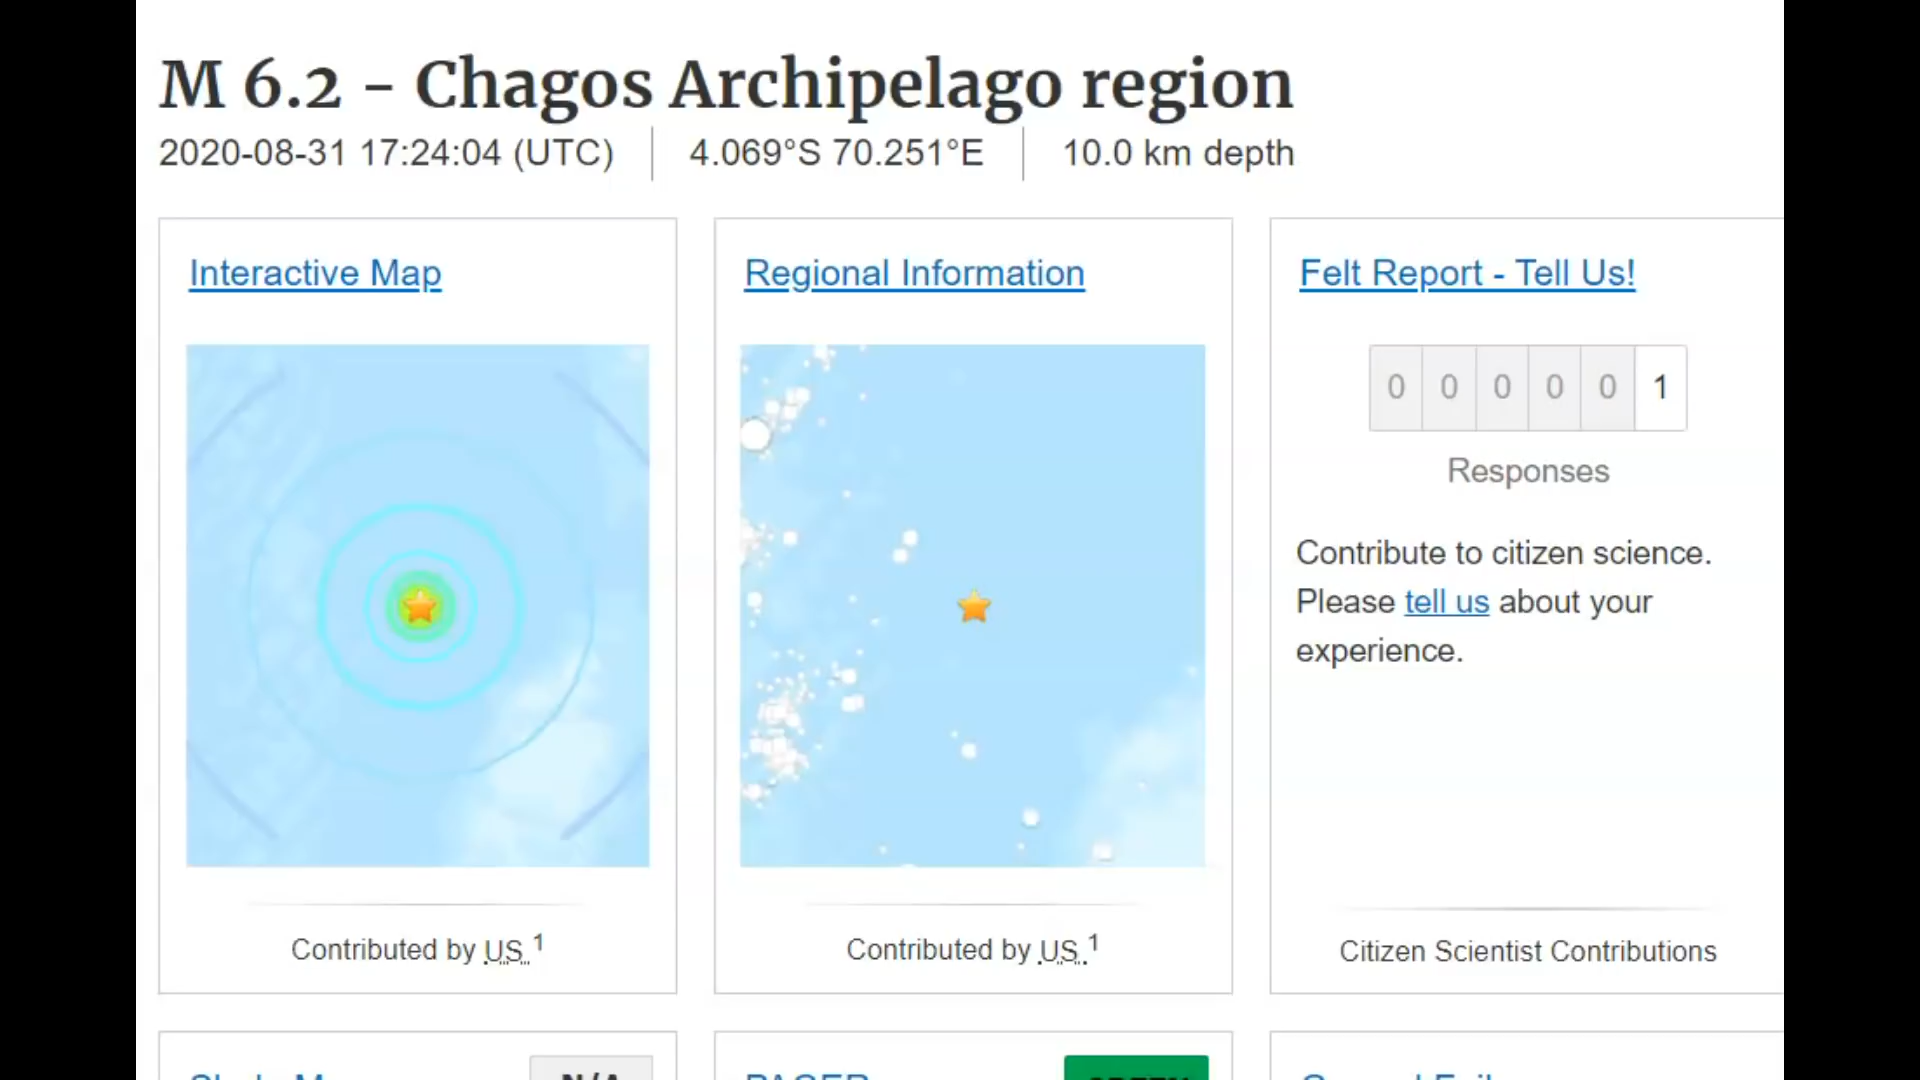 M 6.2 - Chagos Archipelago region
2020-08-31 17:24:04 (UTC) 4.069°S 70.251°E 10.0 km depth
Interactive Map
Regional Information
Felt Report - Tell Us!
0 0 0 0 0 1
Responses
Contribute to citizen science.
Please tell us about your
experience.
Contributed by US 1
Contributed by US 1
Citizen Scientist Contributions
N/A
PAGER
GREEN